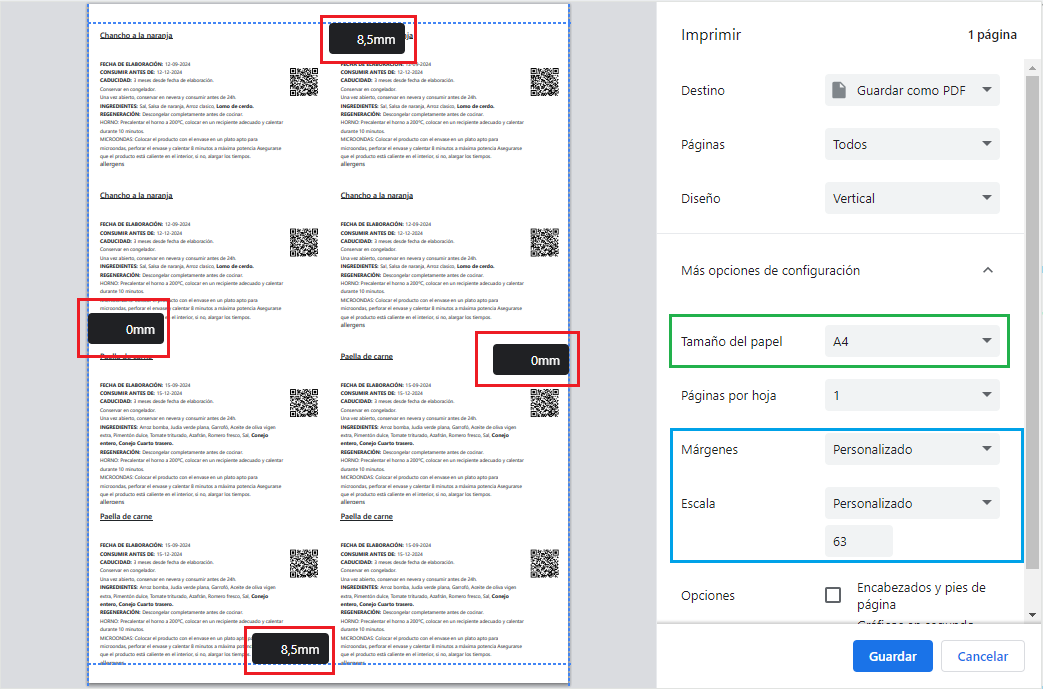 Chancho a la naranja
8,5mm
ja
FECHA DE ELABORACIÓN: 12-09-2024
CONSUMIR ANTES DE: 12-12-2024
CADUCIDAD: 3 meses desde fecha de elaboración.
Conservar en congelador.
Una vez abierto, conservar en nevera y consumir antes de 24h.
INGREDIENTES: Sal, Salsa de naranja, Arroz clasico, Lomo de cerdo.
REGENERACIÓN: Descongelar completamente antes de cocinar.
HORNO: Precalentar el horno a 200ºC, colocar en un recipiente adecuado y calentar
durante 10 minutos.
MICROONDAS: Colocar el producto con el envase en un plato apto para
microondas, perforar el envase y calentar 8 minutos a máxima potencia Asegurarse
que el producto está caliente en el interior, si no, alargar los tiempos.
allergens
FECHA DE ELABORACIÓN: 12-09-2024
CONSUMIR ANTES DE: 12-12-2024
CADUCIDAD: 3 meses desde fecha de elaboración.
Conservar en congelador.
Una vez abierto, conservar en nevera y consumir antes de 24h.
INGREDIENTES: Sal, Salsa de naranja, Arroz clasico, Lomo de cerdo.
REGENERACIÓN: Descongelar completamente antes de cocinar.
HORNO: Precalentar el horno a 200ºC, colocar en un recipiente adecuado y calentar
durante 10 minutos.
MICROONDAS: Colocar el producto con el envase en un plato apto para
microondas, perforar el envase y calentar 8 minutos a máxima potencia Asegurarse
que el producto está caliente en el interior, si no, alargar los tiempos.
allergens
Chancho a la naranja
FECHA DE ELABORACIÓN: 12-09-2024
CONSUMIR ANTES DE: 12-12-2024
CADUCIDAD: 3 meses desde fecha de elaboración.
Conservar en congelador.
Una vez abierto, conservar en nevera y consumir antes de 24h.
INGREDIENTES: Sal, Salsa de naranja, Arroz clasico, Lomo de cerdo.
REGENERACIÓN: Descongelar completamente antes de cocinar.
HORNO: Precalentar el horno a 200ºC, colocar en un recipiente adecuado y calentar
durante 10 minutos.
MICROONDAS: Colocar el producto con el envase en un plato apto para
microondas, perforar el envase y calentar 8 minutos a máxima potencia Asegurarse
0mm
caliente en el interior, si no, alargar los tiempos.
Chancho a la naranja
FECHA DE ELABORACIÓN: 12-09-2024
CONSUMIR ANTES DE: 12-12-2024
CADUCIDAD: 3 meses desde fecha de elaboración.
Conservar en congelador.
Una vez abierto, conservar en nevera y consumir antes de 24h.
INGREDIENTES: Sal, Salsa de naranja, Arroz clasico, Lomo de cerdo.
REGENERACIÓN: Descongelar completamente antes de cocinar.
HORNO: Precalentar el horno a 200ºC, colocar en un recipiente adecuado y calentar
durante 10 minutos.
MICROONDAS: Colocar el producto con el envase en un plato apto para
microondas, perforar el envase y calentar 8 minutos a máxima potencia Asegurarse
que el producto está caliente en el interior, si no, alargar los tiempos.
allergens
Paella de carne
FECHA DE ELABORACIÓN: 15-09-2024
CONSUMIR ANTES DE: 15-12-2024
CADUCIDAD: 3 meses desde fecha de elaboración.
Conservar en congelador.
Una vez abierto, conservar en nevera y consumir antes de 24h.
INGREDIENTES: Arroz bomba, Judia verde plana, Garrofó, Aceite de oliva virgen
extra, Pimentón dulce, Tomate triturado, Azafrán, Romero fresco, Sal, Conejo
entero, Conejo Cuarto trasero.
REGENERACIÓN: Descongelar completamente antes de cocinar.
HORNO: Precalentar el horno a 200ºC, colocar en un recipiente adecuado y calentar
durante 10 minutos.
MICROONDAS: Colocar el producto con el envase en un plato apto para
microondas, perforar el envase y calentar 8 minutos a máxima potencia Asegurarse
que el producto está caliente en el interior, si no, alargar los tiempos.
allergens
Paella de carne
0mm
FECHA DE ELABORACIÓN: 15-09-2024
CONSUMIR ANTES DE: 15-12-2024
CADUCIDAD: 3 meses desde fecha de elaboración.
Conservar en congelador.
Una vez abierto, conservar en nevera y consumir antes de 24h.
INGREDIENTES: Arroz bomba, Judia verde plana, Garrofó, Aceite de oliva virgen
extra, Pimentón dulce, Tomate triturado, Azafrán, Romero fresco, Sal, Conejo
entero, Conejo Cuarto trasero.
REGENERACIÓN: Descongelar completamente antes de cocinar.
HORNO: Precalentar el horno a 200ºC, colocar en un recipiente adecuado y calentar
durante 10 minutos.
MICROONDAS: Colocar el producto con el envase en un plato apto para
microondas, perforar el envase y calentar 8 minutos a máxima potencia Asegurarse
que el producto está caliente en el interior, si no, alargar los tiempos.
allergens
Paella de carne
FECHA DE ELABORACIÓN: 15-09-2024
CONSUMIR ANTES DE: 15-12-2024
CADUCIDAD: 3 meses desde fecha de elaboración.
Conservar en congelador.
Una vez abierto, conservar en nevera y consumir antes de 24h.
INGREDIENTES: Arroz bomba, Judia verde plana, Garrofó, Aceite de oliva virgen
extra, Pimentón dulce, Tomate triturado, Azafrán, Romero fresco, Sal, Conejo
entero, Conejo Cuarto trasero.
REGENERACIÓN: Descongelar completamente antes de cocinar.
HORNO: Precalentar el horno a 200ºC, colocar en un recipiente adecuado y calentar
durante 10 minutos.
MICROONDAS: Colocar el producto con el
microondas, perforar el envase y calentar
que el producto está caliente en el interior
allergens
8,5mm
Paella de carne
FECHA DE ELABORACIÓN: 15-09-2024
CONSUMIR ANTES DE: 15-12-2024
CADUCIDAD: 3 meses desde fecha de elaboración.
Conservar en congelador.
Una vez abierto, conservar en nevera y consumir antes de 24h.
INGREDIENTES: Arroz bomba, Judia verde plana, Garrofó, Aceite de oliva virgen
extra, Pimentón dulce, Tomate triturado, Azafrán, Romero fresco, Sal, Conejo
entero, Conejo Cuarto trasero.
REGENERACIÓN: Descongelar completamente antes de cocinar.
HORNO: Precalentar el horno a 200ºC, colocar en un recipiente adecuado y calentar
durante 10 minutos.
MICROONDAS: Colocar el producto con el envase en un plato apto para
microondas, perforar el envase y calentar 8 minutos a máxima potencia Asegurarse
que el producto está caliente en el interior, si no, alargar los tiempos.
allergens
Imprimir
1 página
Destino
Guardar como PDF
Páginas
Todos
Diseño
Vertical
Más opciones de configuración
Tamaño del papel
A4
Páginas por hoja
1
Márgenes
Personalizado
Escala
Personalizado
63
Opciones
Encabezados y pies de
página
Gráficos en segundo
Guardar
Cancelar